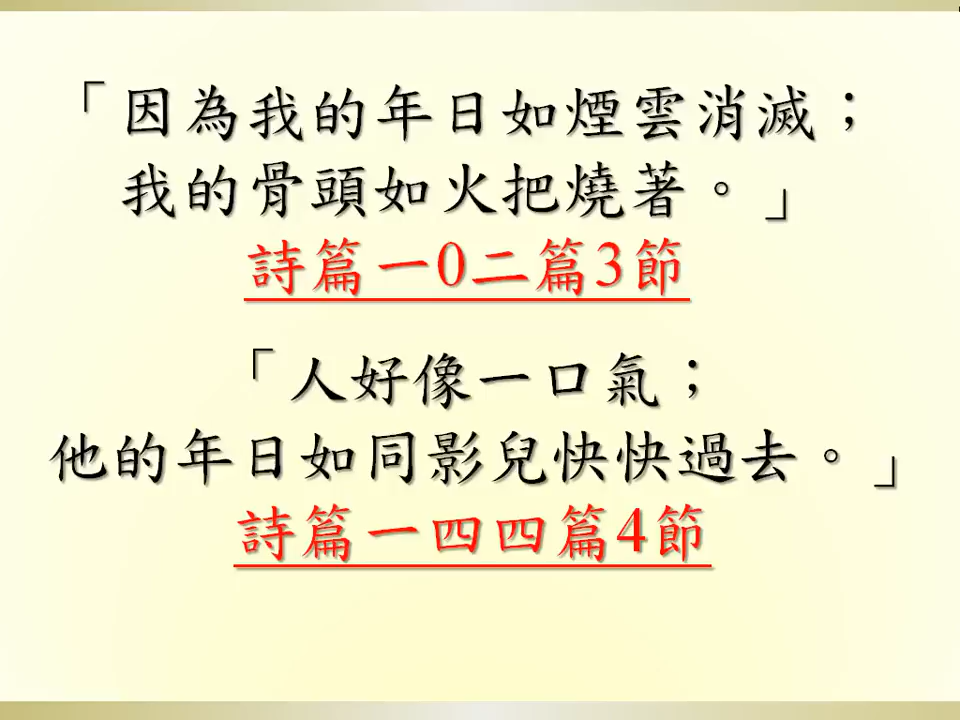 「因為我的年日如煙雲消滅；
我的骨頭如火把燒著。」
詩篇一0二篇3節
「人好像一口氣；
他的年日如同影兒快快過去。」
詩篇一四四篇4節